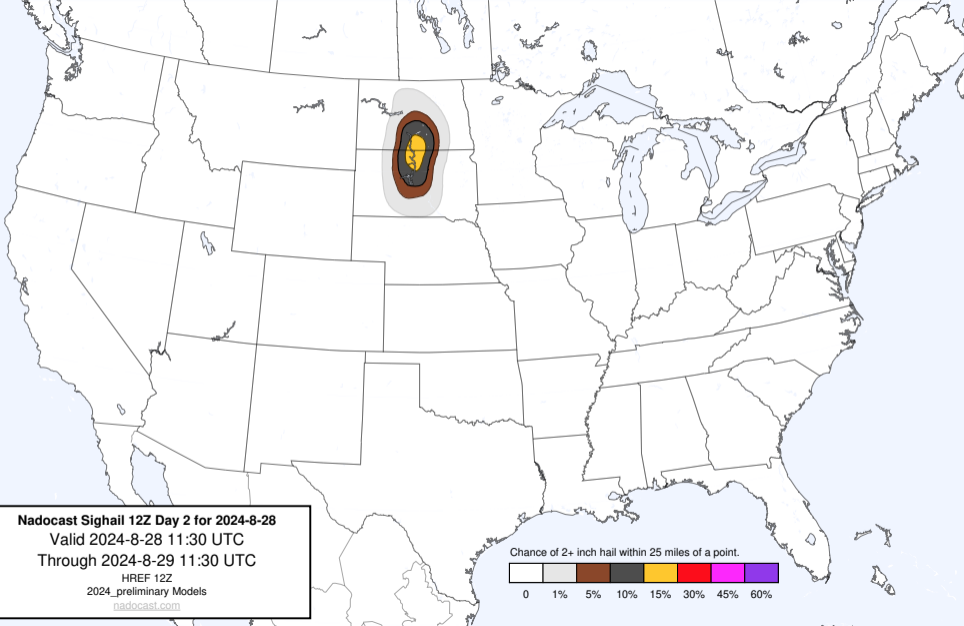 Nadocast Sighail 12Z Day 2 for 2024-8-28
Valid 2024-8-28 11:30 UTC
Through 2024-8-29 11:30 UTC
HREF 12Z
2024_preliminary Models
nadocast.com
Chance of 2+ inch hail within 25 miles of a point.
0 1% 5% 10% 15% 30% 45% 60%